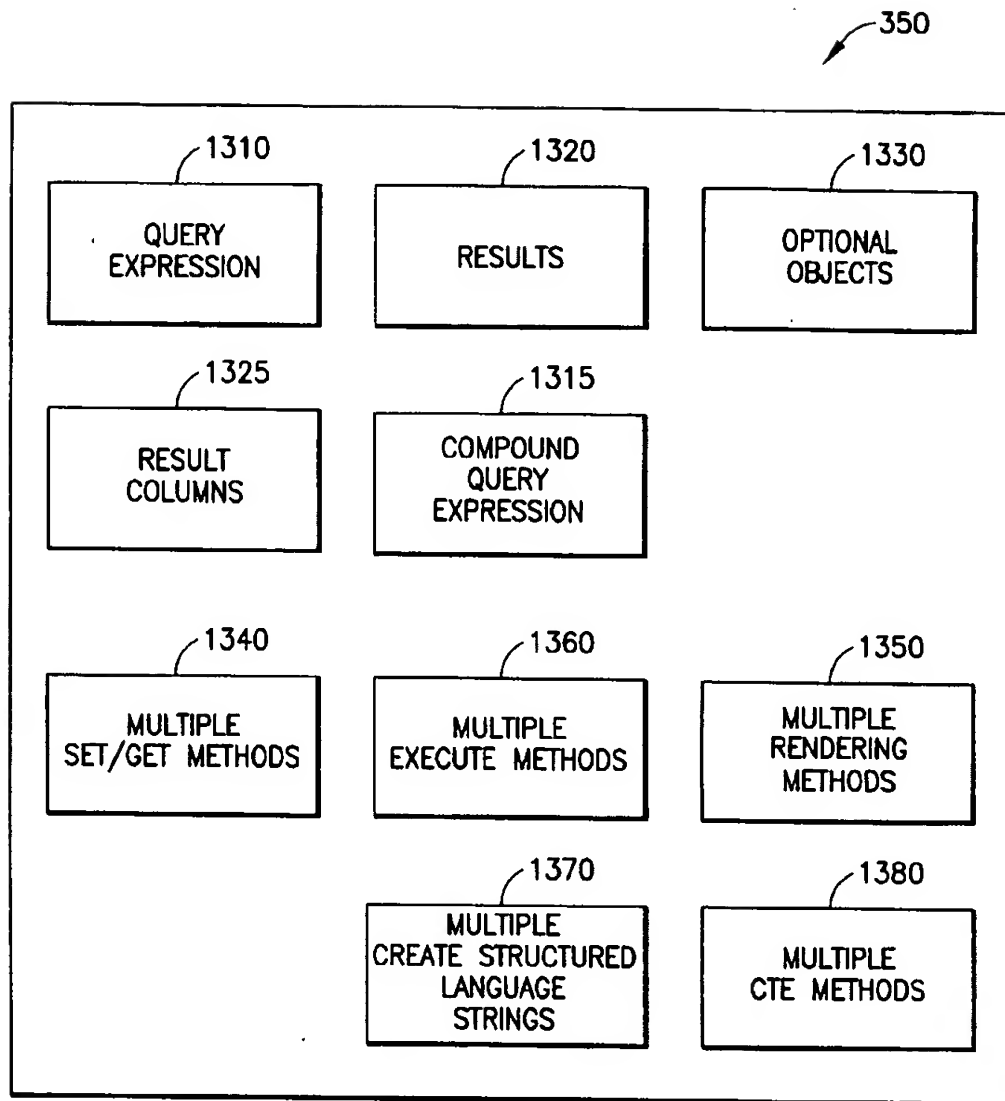 350
1310
QUERY
EXPRESSION
1320
RESULTS
1330
OPTIONAL
OBJECTS
1325
RESULT
COLUMNS
1315
COMPOUND
QUERY
EXPRESSION
1340
MULTIPLE
SET/GET METHODS
1360
MULTIPLE
EXECUTE METHODS
1350
MULTIPLE
RENDERING
METHODS
1370
MULTIPLE
CREATE STRUCTURED
LANGUAGE
STRINGS
1380
MULTIPLE
CTE METHODS